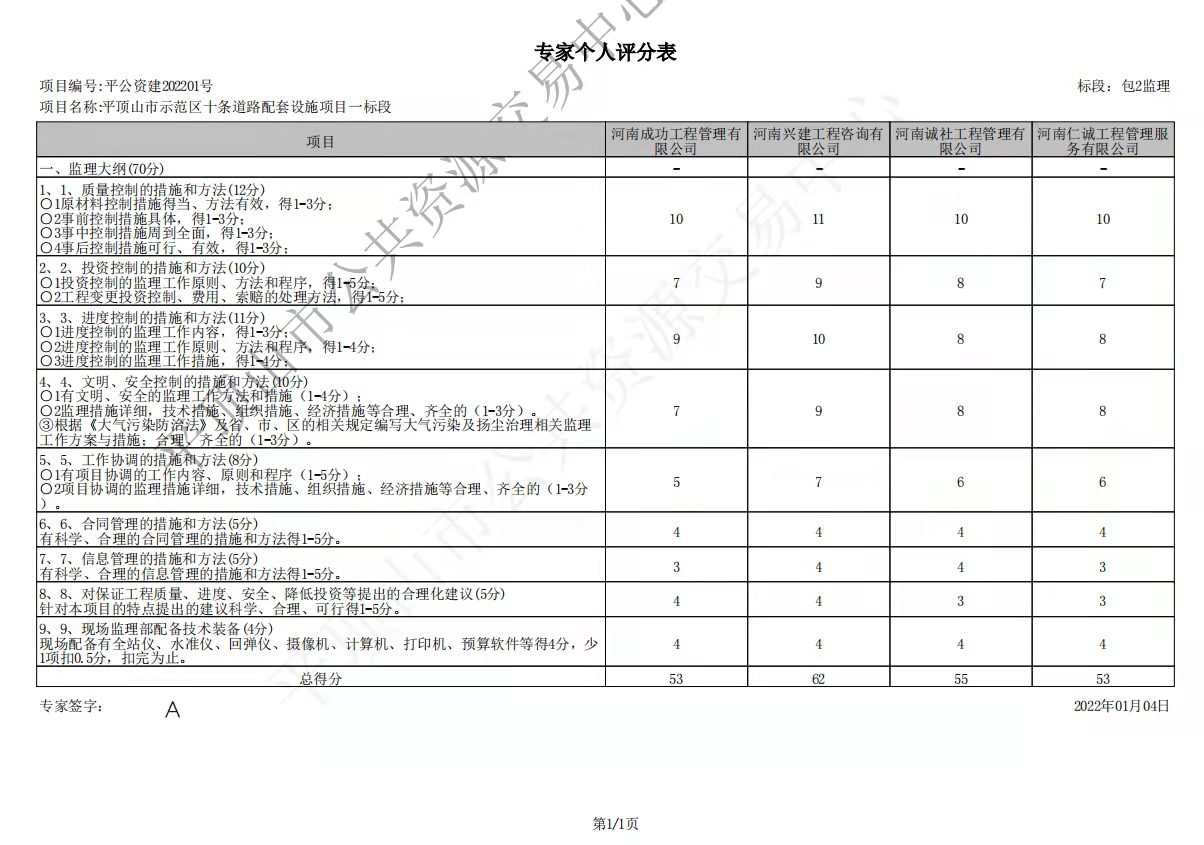 专家个人评分表
项目编号:平公资建202201号
标段：包2监理
项目名称:平顶山市示范区十条道路配套设施项目一标段
项目
河南成功工程管理有
限公司
河南兴建工程咨询有
限公司
河南诚社工程管理有
限公司
河南仁诚工程管理服
务有限公司
一、监理大纲(70分)
-
-
-
-
1、1、质量控制的措施和方法(12分)
○1原材料控制措施得当、方法有效，得1-3分；
○2事前控制措施具体，得1-3分；
○3事中控制措施周到全面，得1-3分；
○4事后控制措施可行、有效，得1-3分；
10
11
10
10
2、2、投资控制的措施和方法(10分)
○1投资控制的监理工作原则、方法和程序，得1-5分；
○2工程变更投资控制、费用、索赔的处理方法，得1-5分；
7
9
8
7
3、3、进度控制的措施和方法(11分)
○1进度控制的监理工作内容，得1-3分；
○2进度控制的监理工作原则、方法和程序，得1-4分；
○3进度控制的监理工作措施，得1-4分；
9
10
8
8
4、4、文明、安全控制的措施和方法(10分)
○1有文明、安全的监理工作方法和措施（1-4分）；
○2监理措施详细，技术措施、组织措施、经济措施等合理、齐全的（1-3分）。
③根据《大气污染防治法》及省、市、区的相关规定编写大气污染及扬尘治理相关监理
工作方案与措施；合理、齐全的（1-3分）。
7
9
8
8
5、5、工作协调的措施和方法(8分)
○1有项目协调的工作内容、原则和程序（1-5分）；
○2项目协调的监理措施详细，技术措施、组织措施、经济措施等合理、齐全的（1-3分
）。
5
7
6
6
6、6、合同管理的措施和方法(5分)
有科学、合理的合同管理的措施和方法得1-5分。
4
4
4
4
7、7、信息管理的措施和方法(5分)
有科学、合理的信息管理的措施和方法得1-5分。
3
4
4
3
8、8、对保证工程质量、进度、安全、降低投资等提出的合理化建议(5分)
针对本项目的特点提出的建议科学、合理、可行得1-5分。
4
4
3
3
9、9、现场监理部配备技术装备(4分)
现场配备有全站仪、水准仪、回弹仪、摄像机、计算机、打印机、预算软件等得4分，少
1项扣0.5分，扣完为止。
4
4
4
4
总得分
53
62
55
53
专家签字：
A
2022年01月04日
第1/1页
平顶山市公共资源交易中心
平顶山市公共资源交易中心